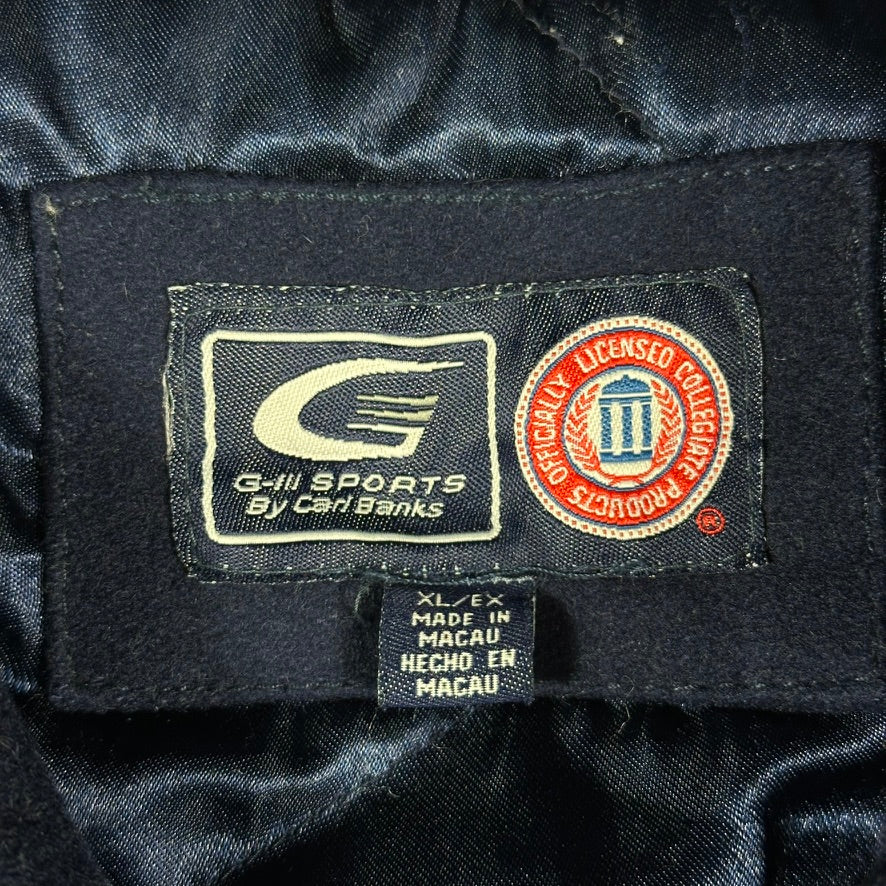 G-III SPORTS
By Carl Banks
OFFICIALLY LICENSED COLLEGIATE PRODUCTS
XL/EX
MADE IN
MACAU
HECHO EN
MACAU